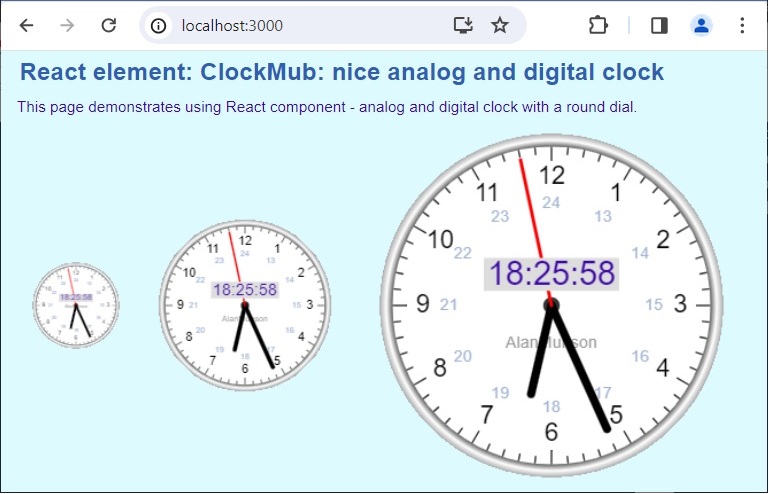 localhost:3000
React element: ClockMub: nice analog and digital clock
This page demonstrates using React component - analog and digital clock with a round dial.
18:25:58
12 1 2 3 4 5 6 7 8 9 10 11
24 13 14 15 16 17 18 19 20 21 22 23
18:25:58
Alan
12 1 2 3 4 5 6 7 8 9 10 11
24 13 14 15 16 17 18 19 20 21 22 23
18:25:58
Alan